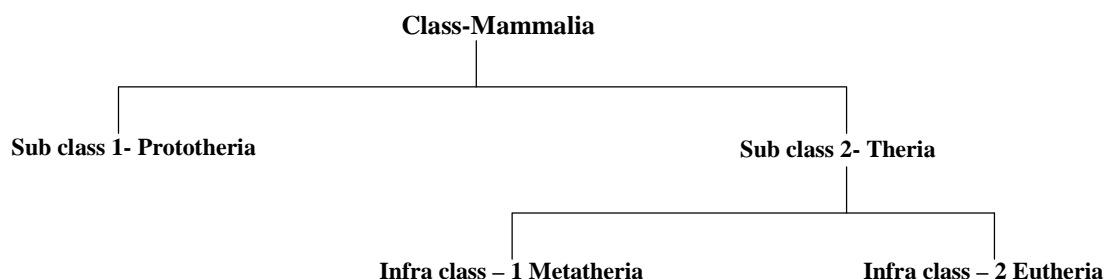 Class-Mammalia
Sub class 1- Prototheria
Sub class 2- Theria
Infra class – 1 Metatheria
Infra class – 2 Eutheria